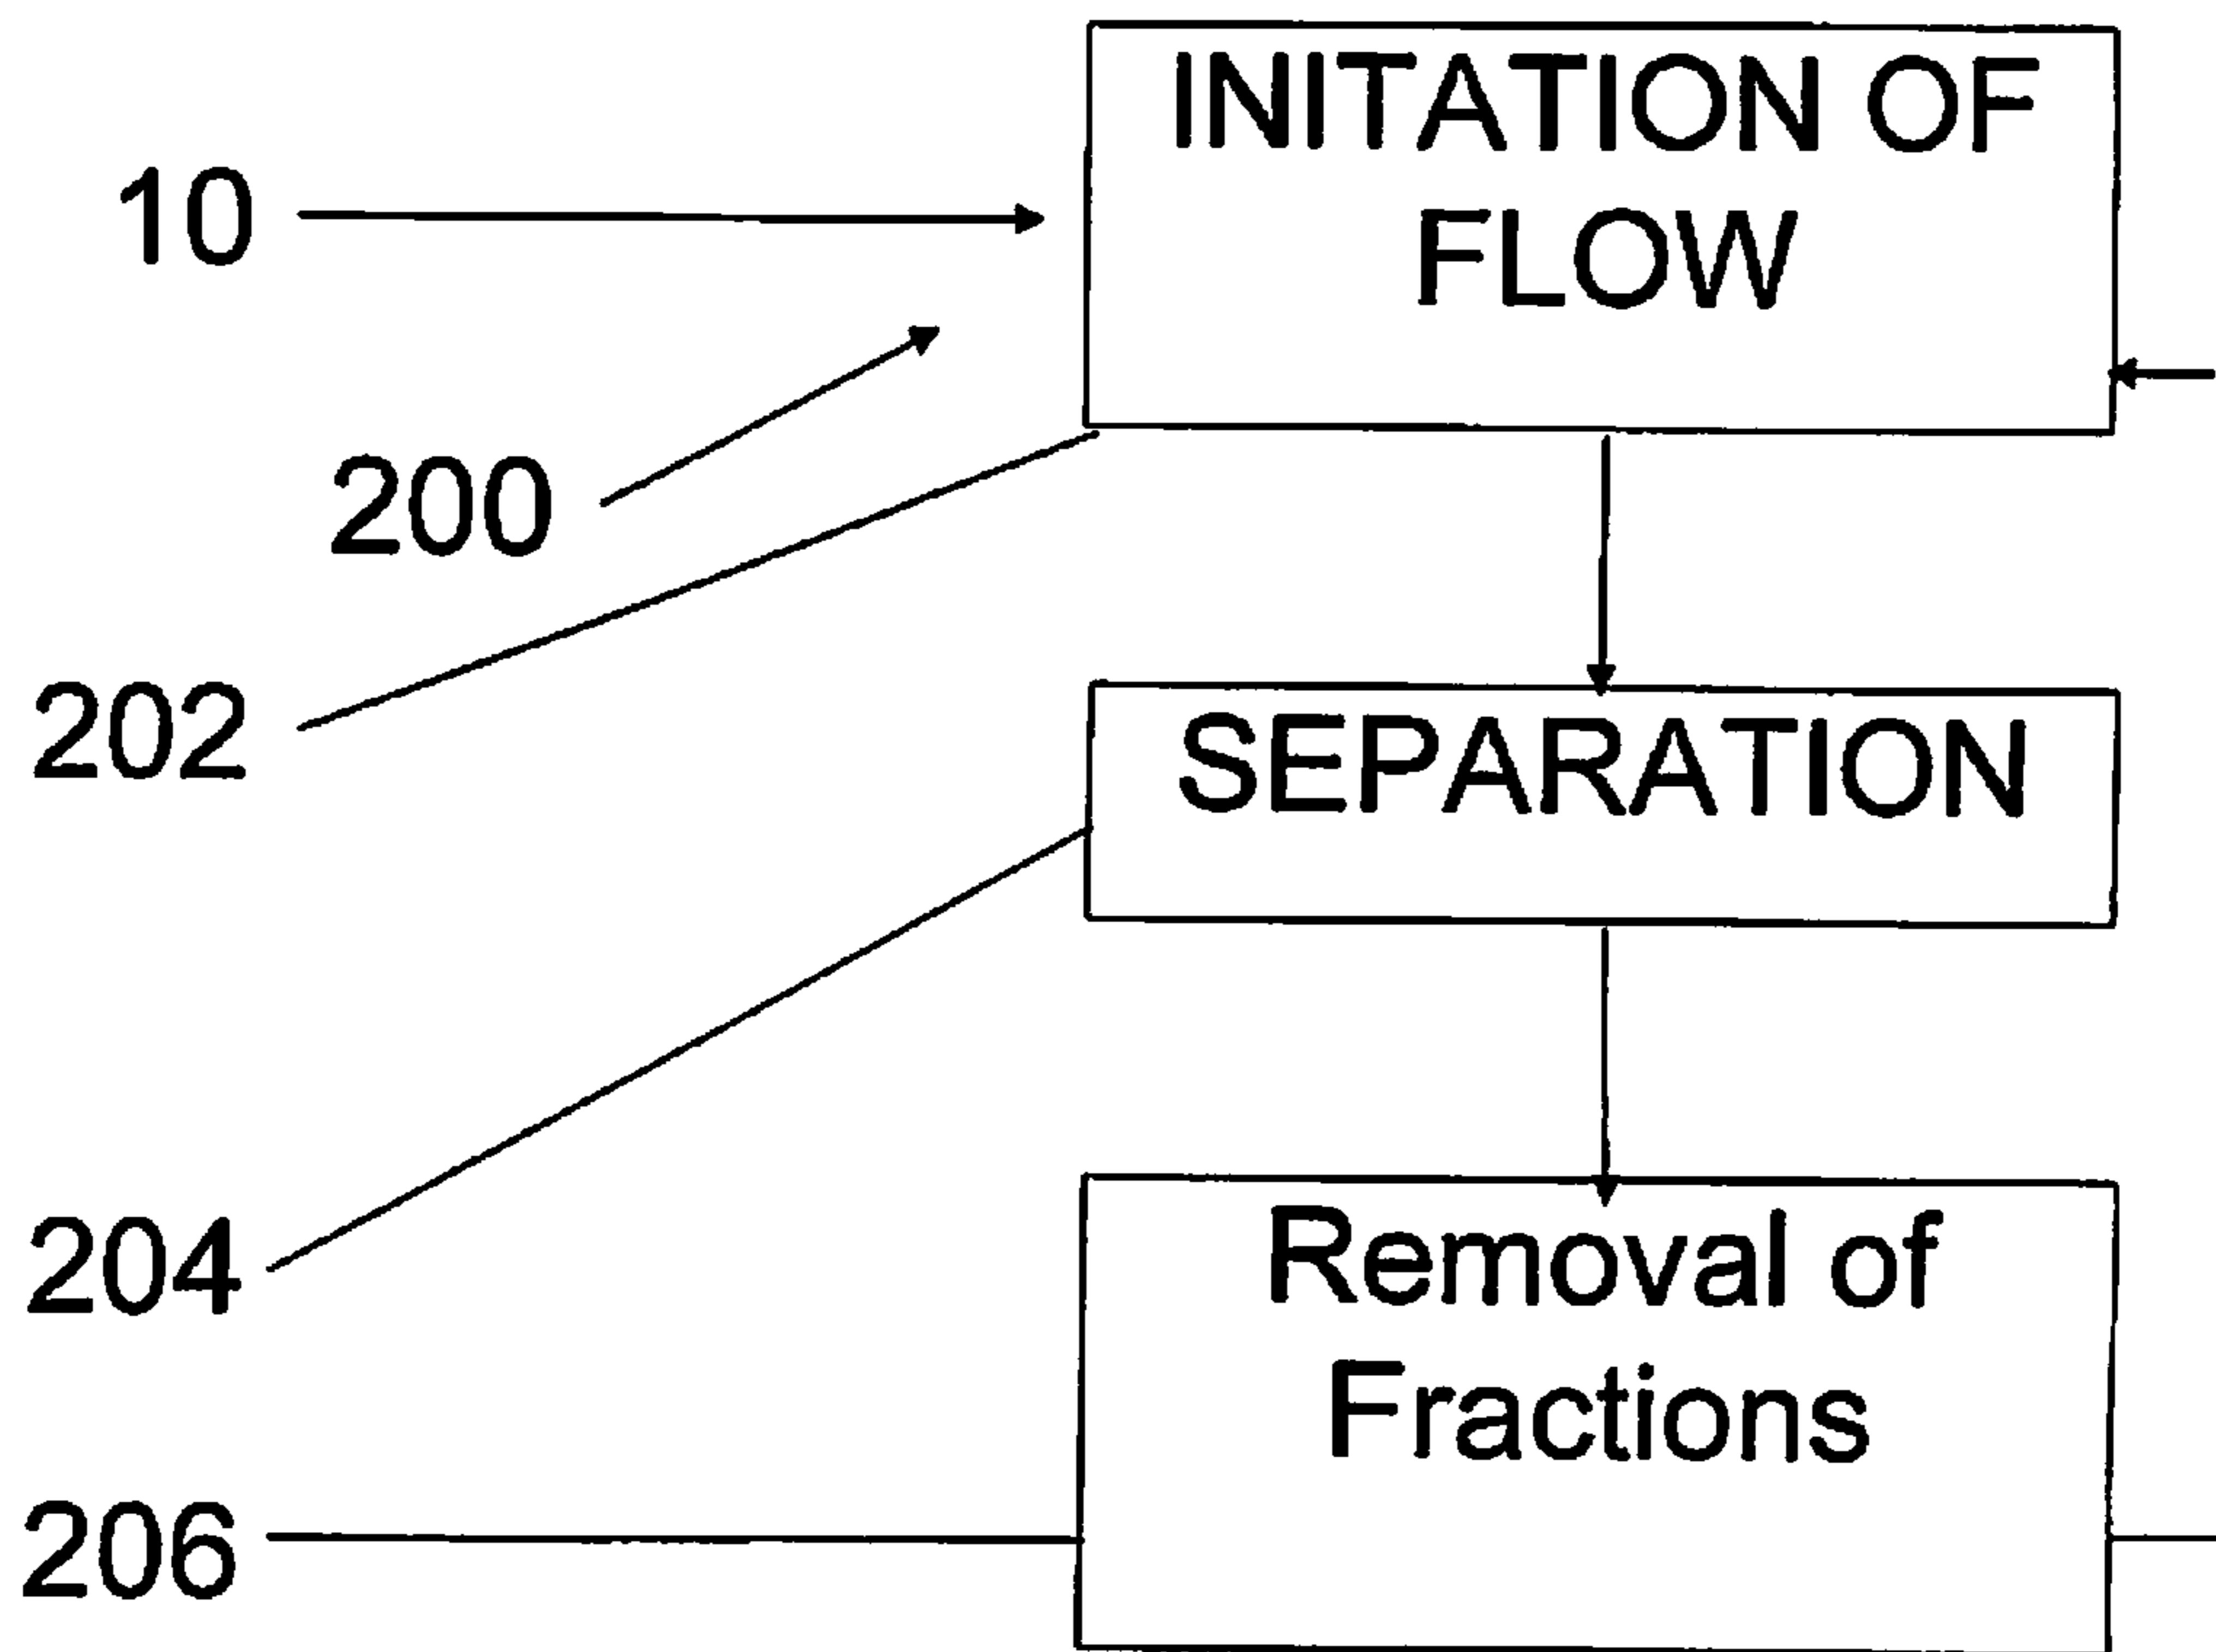 INITATION OF
FLOW
10
200
202
SEPARATION
204
Removal of
Fractions
206